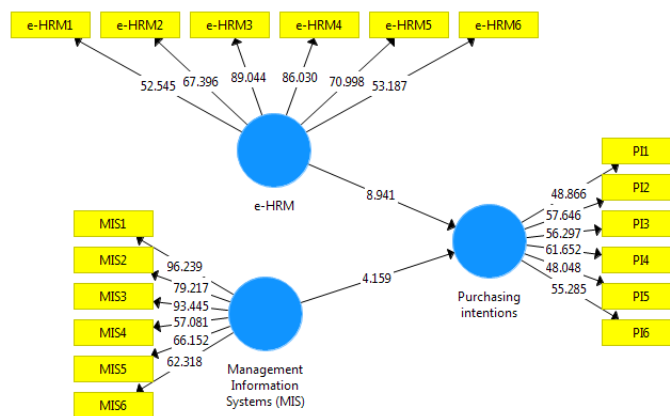 e-HRM1
e-HRM2
e-HRM3
e-HRM4
e-HRM5
e-HRM6
52.545
67.396
89.044
86.030
70.998
53.187
e-HRM
8.941
PI1
PI2
PI3
PI4
PI5
PI6
48.866
57.646
56.297
61.652
48.048
55.285
Purchasing
intentions
MIS1
MIS2
MIS3
MIS4
MIS5
MIS6
96.239
79.217
93.445
57.081
66.152
62.318
4.159
Management
Information
Systems (MIS)